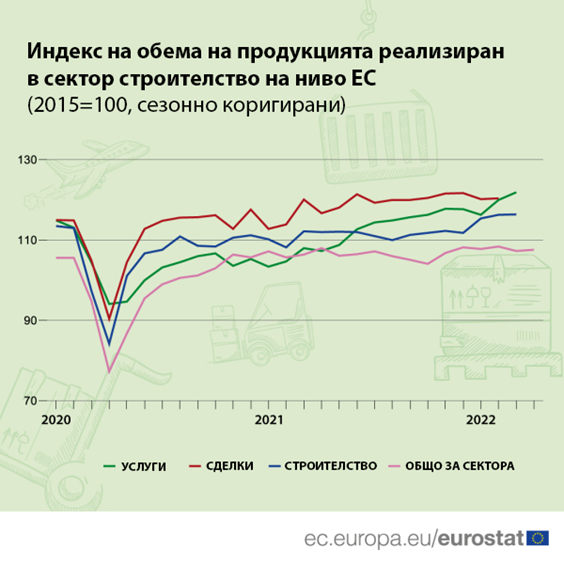 Индекс на обема на продукцията реализиран
в сектор строителство на ниво ЕС
(2015=100, сезонно коригирани)
130
110
90
70
2020 2021 2022
УСЛУГИ СДЕЛКИ СТРОИТЕЛСТВО ОБЩО ЗА СЕКТОРА
ec.europa.eu/eurostat